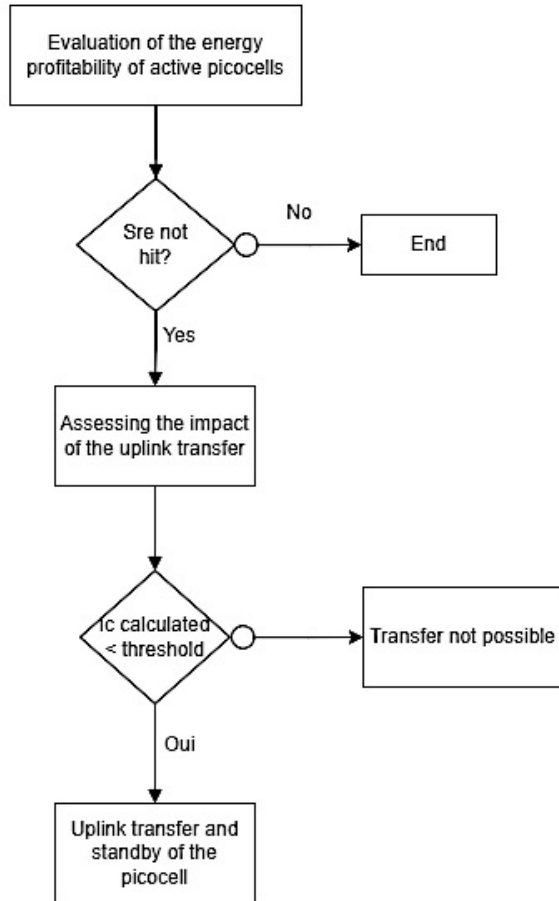 Evaluation of the energy
profitability of active picocells
Sre not
hit?
No
End
Yes
Assessing the impact
of the uplink transfer
Ic calculated
< threshold
Transfer not possible
Oui
Uplink transfer and
standby of the
picocell